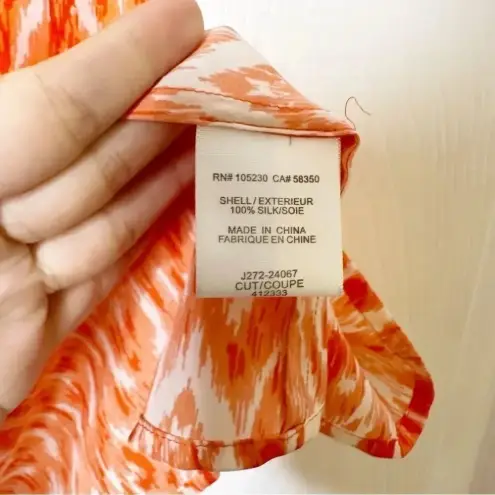 RN# 105230 CA# 58350
SHELL/EXTERIEUR
100% SILK/SOIE
MADE IN CHINA
FABRIQUE EN CHINE
J272-24067
CUT/COUPE
412333